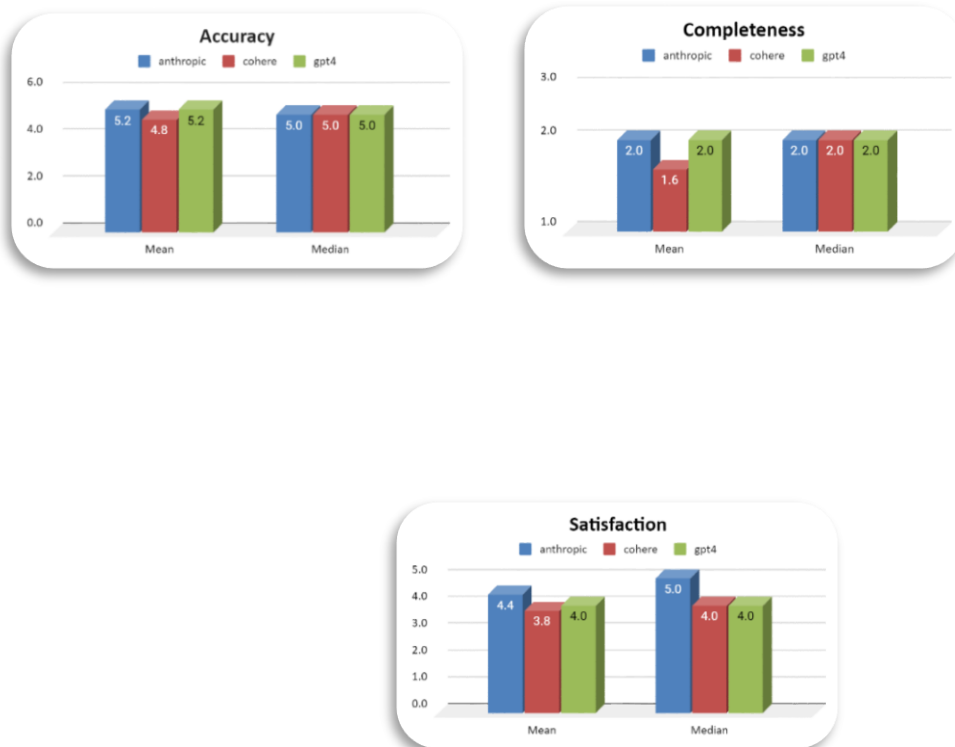 Accuracy
anthropic cohere gpt4
6.0
4.0
2.0
0.0
5.2 4.8 5.2 5.0 5.0 5.0
Mean Median
Completeness
anthropic cohere gpt4
3.0
2.0
1.0
2.0 1.6 2.0 2.0 2.0 2.0
Mean Median
Satisfaction
anthropic cohere gpt4
5.0
4.0
3.0
2.0
1.0
0.0
4.4 3.8 4.0 5.0 4.0 4.0
Mean Median